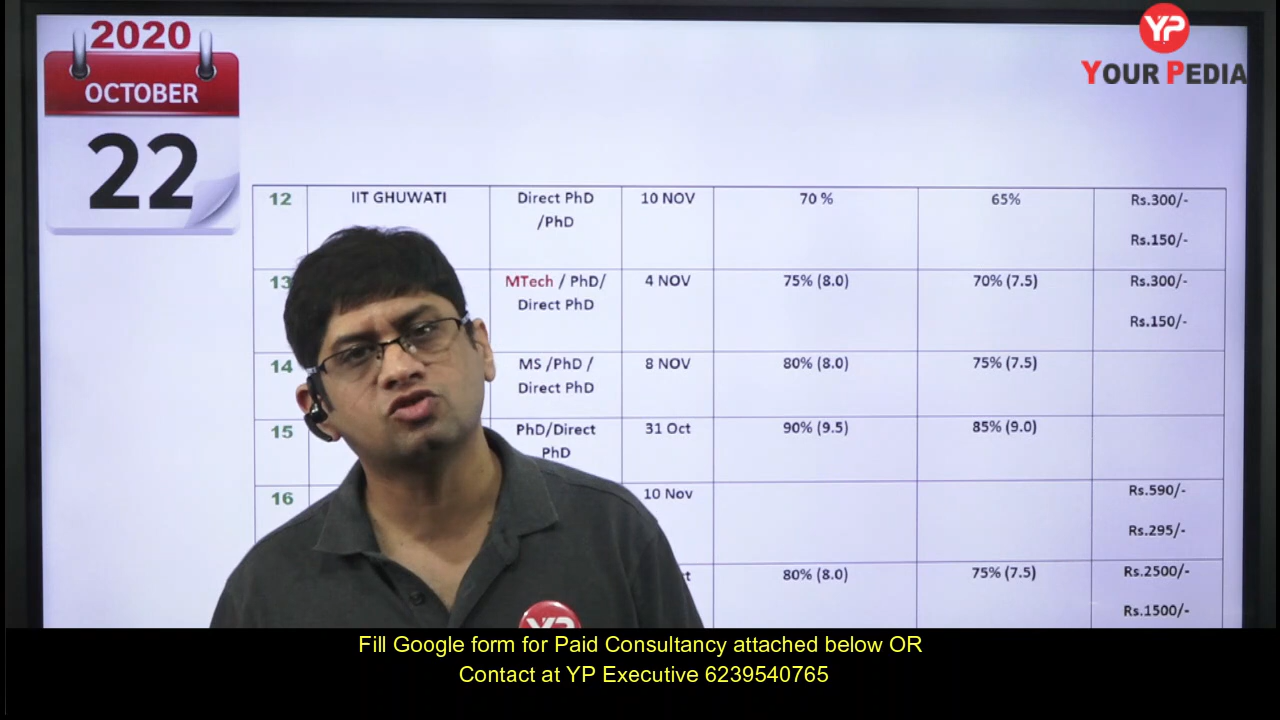 2020
OCTOBER
22
YP
YOUR PEDIA
12 IIT GHUWATI Direct PhD 10 NOV 70 % 65% Rs.300/-
/PhD Rs.150/-
13 MTech / PhD/ 4 NOV 75% (8.0) 70% (7.5) Rs.300/-
Direct PhD Rs.150/-
14 MS /PhD / 8 NOV 80% (8.0) 75% (7.5)
Direct PhD
15 PhD/Direct 31 Oct 90% (9.5) 85% (9.0)
PhD
16 10 Nov Rs.590/-
Rs.295/-
80% (8.0) 75% (7.5) Rs.2500/-
Rs.1500/-
YP
Fill Google form for Paid Consultancy attached below OR
Contact at YP Executive 6239540765